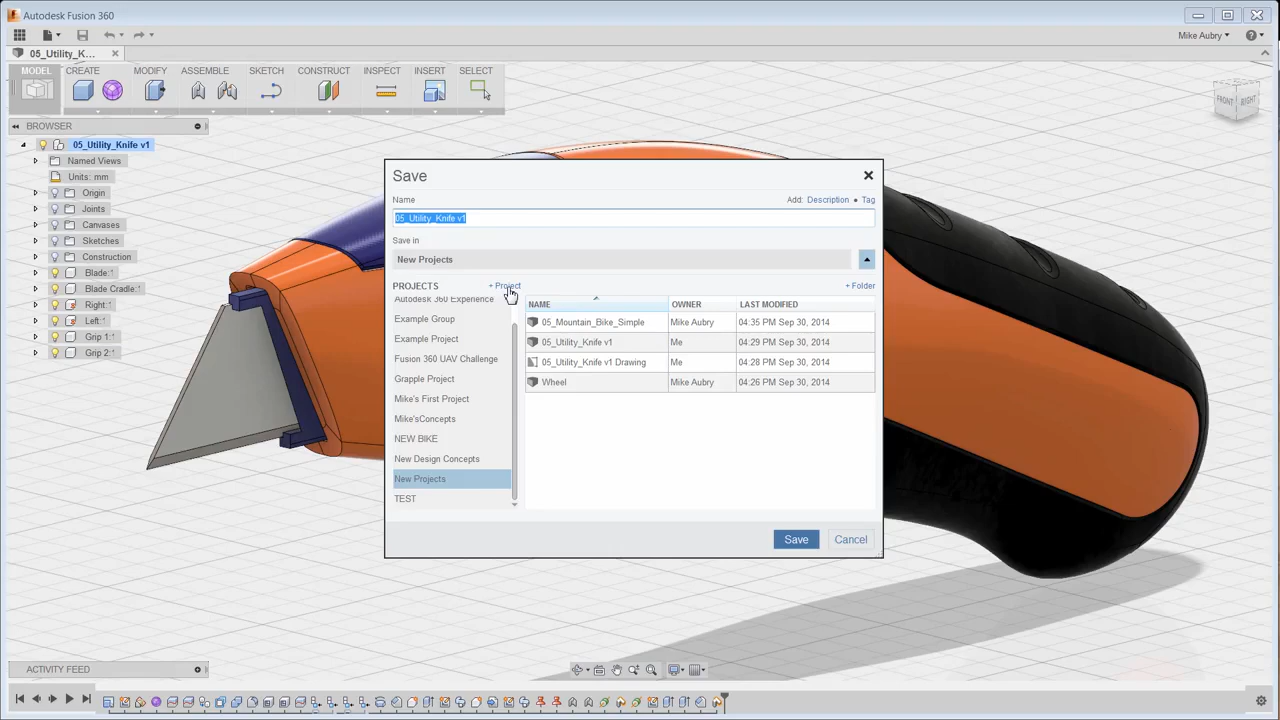 Autodesk Fusion 360
Mike Aubry
05_Utility_K...
MODEL
CREATE
MODIFY
ASSEMBLE
SKETCH
CONSTRUCT
INSPECT
INSERT
SELECT
FRONT
RIGHT
BROWSER
05_Utility_Knife v1
Named Views
Units: mm
Origin
Joints
Canvases
Sketches
Construction
Blade:1
Blade Cradle:1
Right:1
Left:1
Grip 1:1
Grip 2:1
Save
Name
Add: Description • Tag
05_Utility_Knife v1
Save in
New Projects
PROJECTS
+ Project
+ Folder
Autodesk 360 Experience
Example Group
Example Project
Fusion 360 UAV Challenge
Grapple Project
Mike's First Project
Mike'sConcepts
NEW BIKE
New Design Concepts
New Projects
TEST
NAME OWNER LAST MODIFIED
05_Mountain_Bike_Simple Mike Aubry 04:35 PM Sep 30, 2014
05_Utility_Knife v1 Me 04:29 PM Sep 30, 2014
05_Utility_Knife v1 Drawing Me 04:28 PM Sep 30, 2014
Wheel Mike Aubry 04:26 PM Sep 30, 2014
Save
Cancel
ACTIVITY FEED